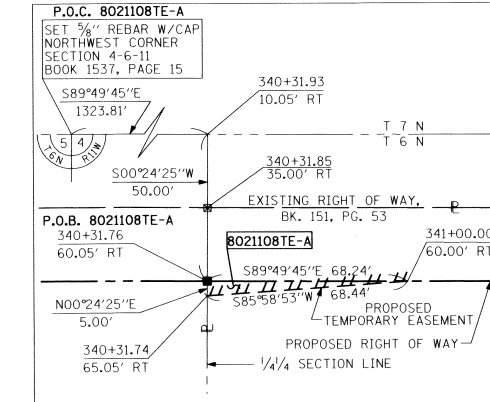 P.O.C. 8021108TE-A
SET 5/8" REBAR W/CAP
NORTHWEST CORNER
SECTION 4-6-11
BOOK 1537, PAGE 15
S89°49'45"E
1323.81'
340+31.93
10.05' RT
5 4
T6N R11W
T 7 N
T 6 N
S00°24'25"W
50.00'
340+31.85
35.00' RT
EXISTING RIGHT OF WAY,
BK. 151, PG. 53
P.O.B. 8021108TE-A
340+31.76
60.05' RT
8021108TE-A
341+00.00
60.00' RT
S89°49'45"E 68.24'
S85°58'53"W 68.44'
N00°24'25"E
5.00'
PROPOSED
TEMPORARY EASEMENT
PROPOSED RIGHT OF WAY
340+31.74
65.05' RT
1/4 1/4 SECTION LINE